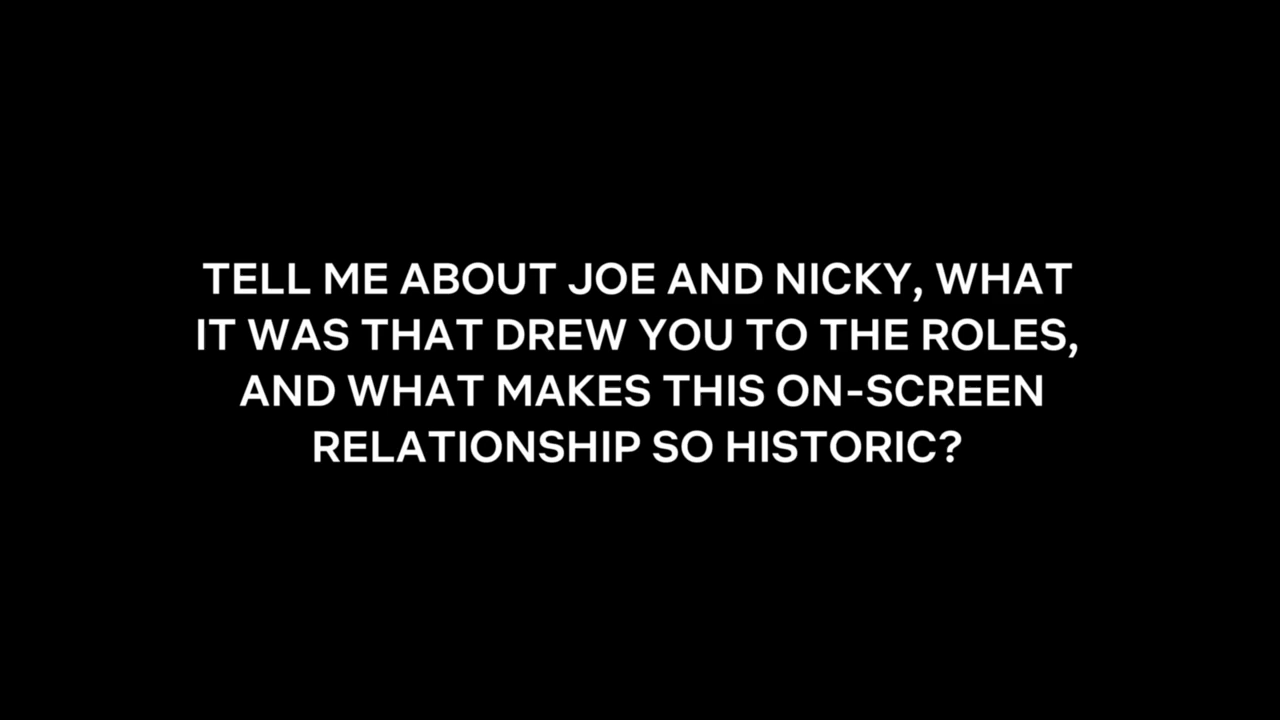 TELL ME ABOUT JOE AND NICKY, WHAT
IT WAS THAT DREW YOU TO THE ROLES,
AND WHAT MAKES THIS ON-SCREEN
RELATIONSHIP SO HISTORIC?